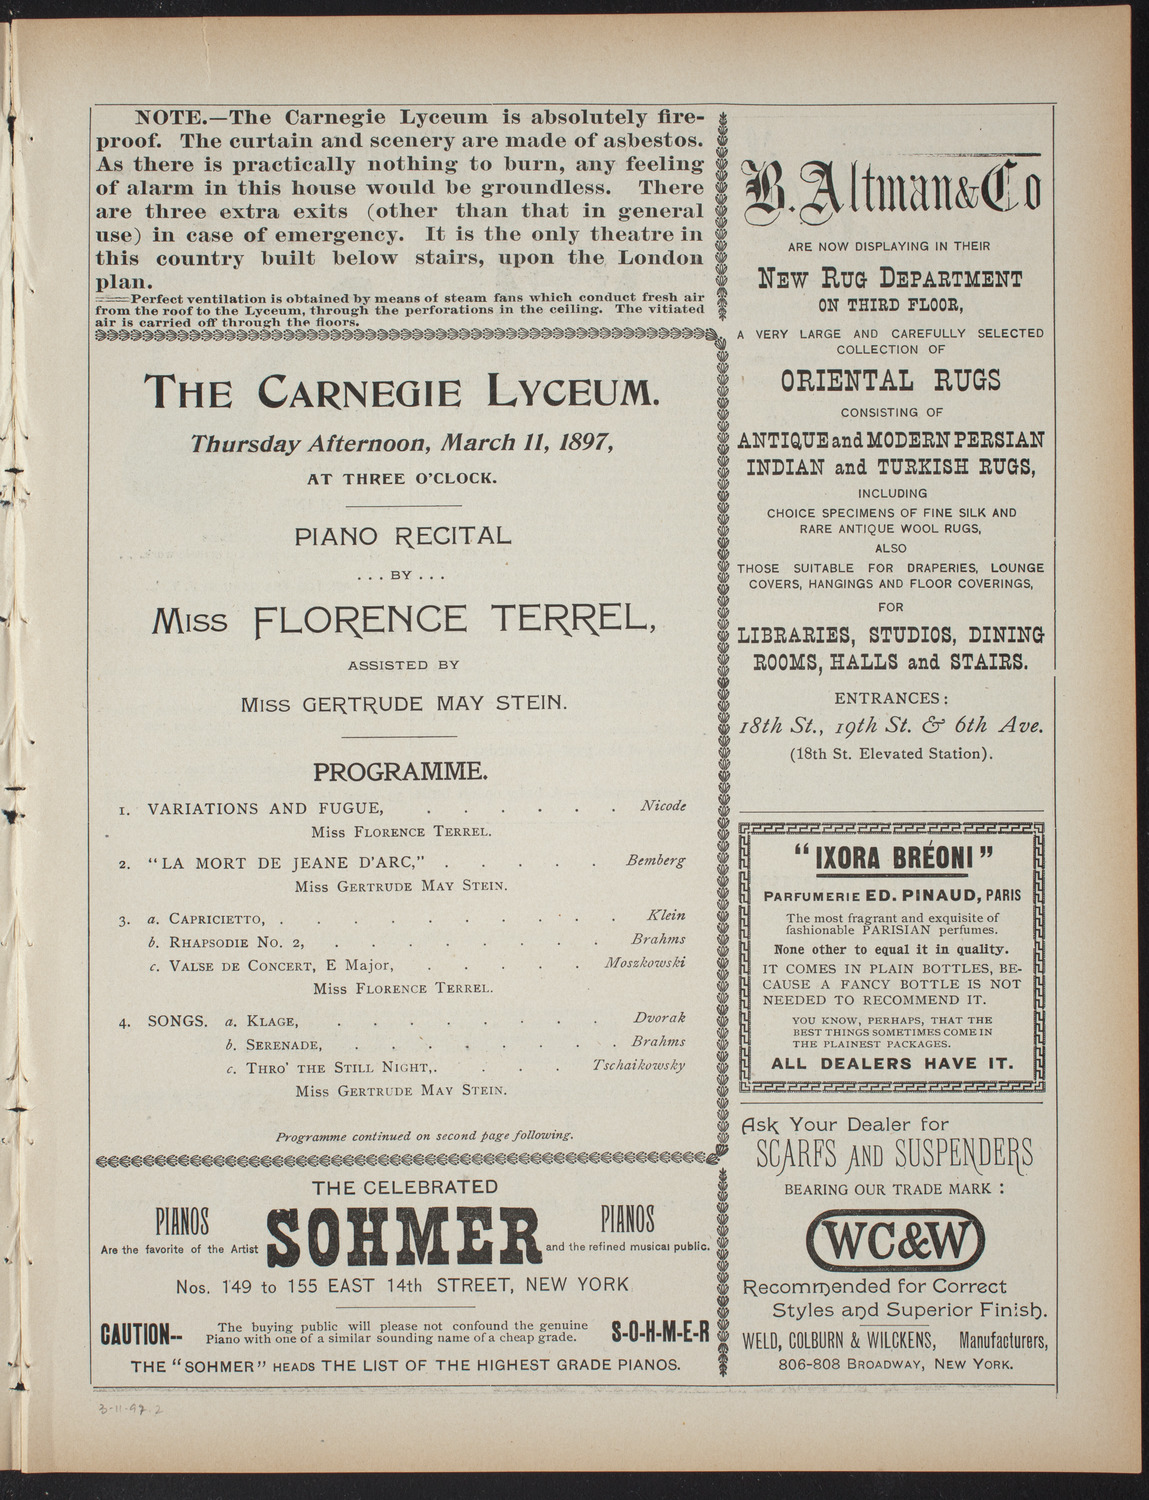 NOTE.—The Carnegie Lyceum is absolutely fire-
proof. The curtain and scenery are made of asbestos.
As there is practically nothing to burn, any feeling
of alarm in this house would be groundless. There
are three extra exits (other than that in general
use) in case of emergency. It is the only theatre in
this country built below stairs, upon the London
plan.
Perfect ventilation is obtained by means of steam fans which conduct fresh air
from the roof to the Lyceum, through the perforations in the ceiling. The vitiated
air is carried off through the floors.
THE CARNEGIE LYCEUM.
Thursday Afternoon, March 11, 1897,
AT THREE O'CLOCK.
PIANO RECITAL
...BY...
MISS FLORENCE TERREL,
ASSISTED BY
MISS GERTRUDE MAY STEIN.
PROGRAMME.
1. VARIATIONS AND FUGUE, . . . . . . Nicode
MISS FLORENCE TERREL.
2. "LA MORT DE JEANE D'ARC," . . . . . Bemberg
MISS GERTRUDE MAY STEIN.
3. a. CAPRICIETTO, . . . . . . . . . . Klein
b. RHAPSODIE NO. 2, . . . . . . . . Brahms
c. VALSE DE CONCERT, E Major, . . . . . Moszkowski
MISS FLORENCE TERREL.
4. SONGS. a. KLAGE, . . . . . . . . Dvorak
b. SERENADE, . . . . . . . . Brahms
c. THRO' THE STILL NIGHT,. . . . Tschaikowsky
MISS GERTRUDE MAY STEIN.
Programme continued on second page following.
THE CELEBRATED
PIANOS SOHMER PIANOS
Are the favorite of the Artist and the refined musical public.
Nos. 149 to 155 EAST 14th STREET, NEW YORK
CAUTION-- The buying public will please not confound the genuine S-O-H-M-E-R
Piano with one of a similar sounding name of a cheap grade.
THE "SOHMER" HEADS THE LIST OF THE HIGHEST GRADE PIANOS.
3-11-97.2
B. Altman & Co
ARE NOW DISPLAYING IN THEIR
NEW RUG DEPARTMENT
ON THIRD FLOOR,
A VERY LARGE AND CAREFULLY SELECTED
COLLECTION OF
ORIENTAL RUGS
CONSISTING OF
ANTIQUE and MODERN PERSIAN
INDIAN and TURKISH RUGS,
INCLUDING
CHOICE SPECIMENS OF FINE SILK AND
RARE ANTIQUE WOOL RUGS,
ALSO
THOSE SUITABLE FOR DRAPERIES, LOUNGE
COVERS, HANGINGS AND FLOOR COVERINGS,
FOR
LIBRARIES, STUDIOS, DINING
ROOMS, HALLS and STAIRS.
ENTRANCES:
18th St., 19th St. & 6th Ave.
(18th St. Elevated Station).
"IXORA BRÉONI"
PARFUMERIE ED. PINAUD, PARIS
The most fragrant and exquisite of
fashionable PARISIAN perfumes.
None other to equal it in quality.
IT COMES IN PLAIN BOTTLES, BE-
CAUSE A FANCY BOTTLE IS NOT
NEEDED TO RECOMMEND IT.
YOU KNOW, PERHAPS, THAT THE
BEST THINGS SOMETIMES COME IN
THE PLAINEST PACKAGES.
ALL DEALERS HAVE IT.
Ask Your Dealer for
SCARFS AND SUSPENDERS
BEARING OUR TRADE MARK :
WC&W
Recommended for Correct
Styles and Superior Finish.
WELD, COLBURN & WILCKENS, Manufacturers,
806-808 BROADWAY, NEW YORK.